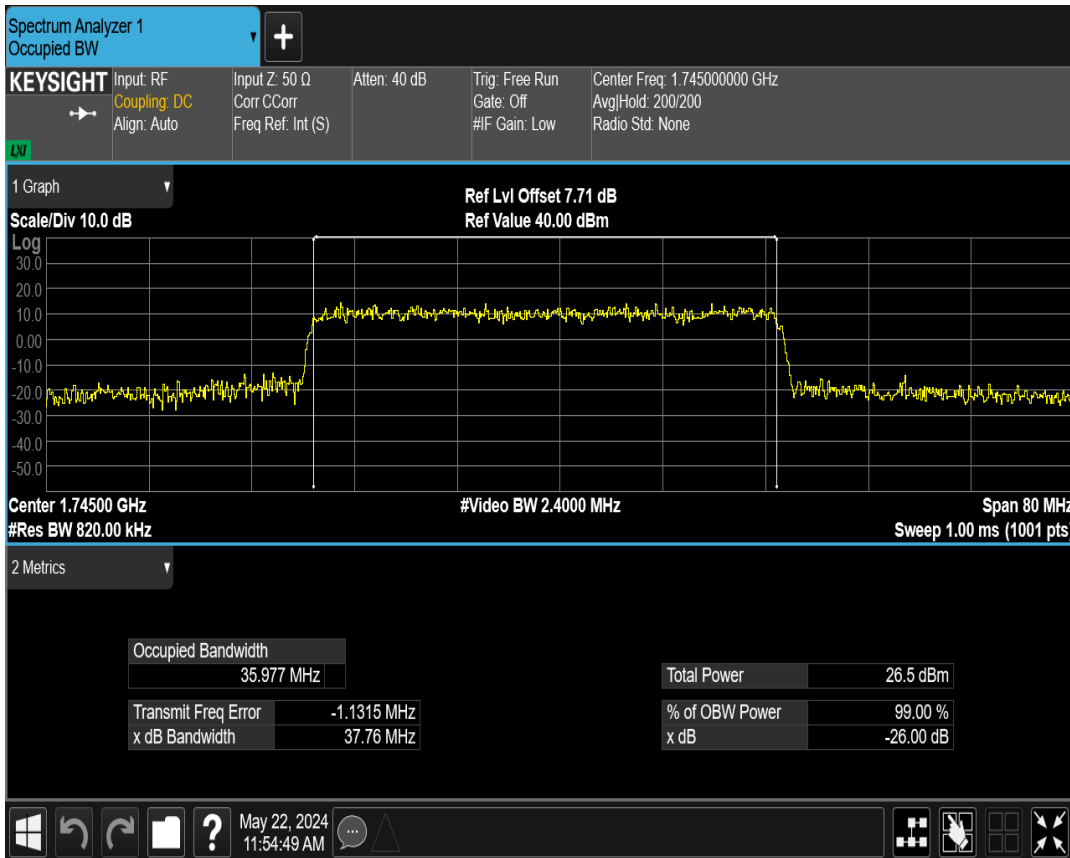 Spectrum Analyzer 1
Occupied BW
KEYSIGHT
LXI
Input: RF
Coupling: DC
Align: Auto
Input Z: 50 Ω
Corr CCorr
Freq Ref: Int (S)
Atten: 40 dB
Trig: Free Run
Gate: Off
#IF Gain: Low
Center Freq: 1.745000000 GHz
Avg|Hold: 200/200
Radio Std: None
1 Graph
Scale/Div 10.0 dB
Ref Lvl Offset 7.71 dB
Ref Value 40.00 dBm
Log
30.0
20.0
10.0
0.00
-10.0
-20.0
-30.0
-40.0
-50.0
Center 1.74500 GHz
#Video BW 2.4000 MHz
Span 80 MHz
#Res BW 820.00 kHz
Sweep 1.00 ms (1001 pts)
2 Metrics
Occupied Bandwidth
35.977 MHz
Transmit Freq Error -1.1315 MHz
x dB Bandwidth 37.76 MHz
Total Power 26.5 dBm
% of OBW Power 99.00 %
x dB -26.00 dB
May 22, 2024
11:54:49 AM